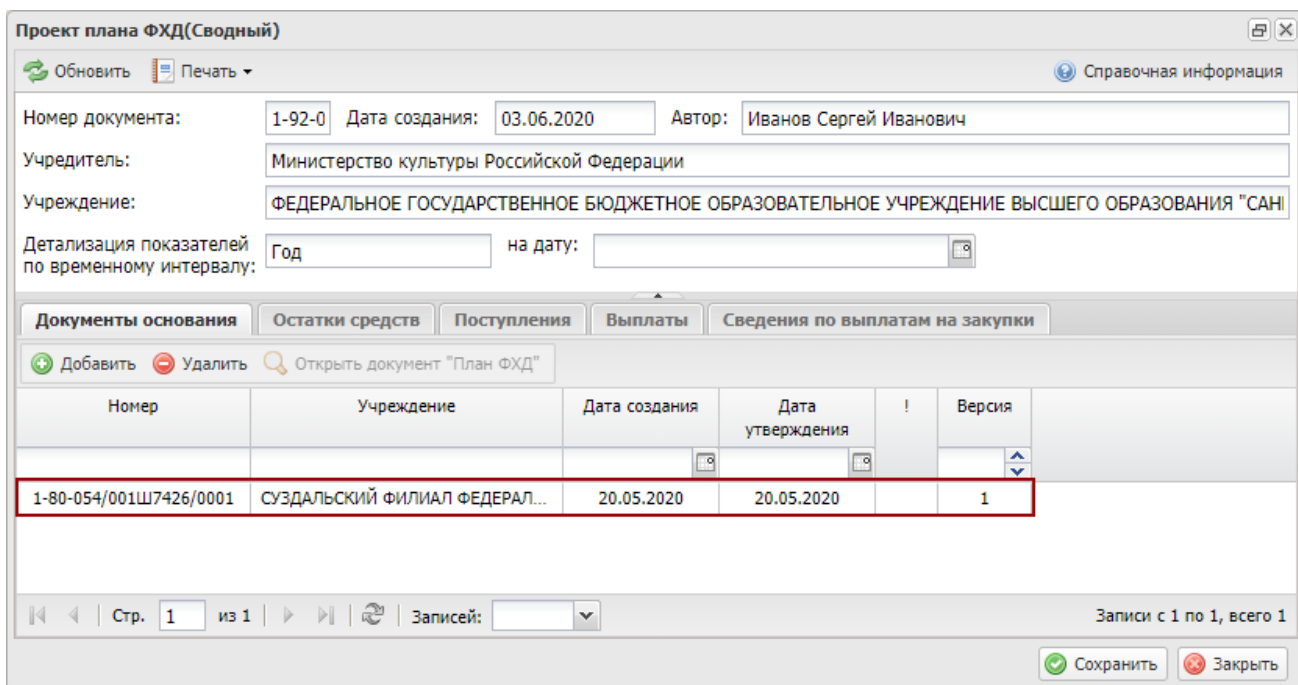 Проект плана ФХД(Сводный)
Обновить Печать Справочная информация
Номер документа: 1-92-0 Дата создания: 03.06.2020 Автор: Иванов Сергей Иванович
Учредитель: Министерство культуры Российской Федерации
Учреждение: ФЕДЕРАЛЬНОЕ ГОСУДАРСТВЕННОЕ БЮДЖЕТНОЕ ОБРАЗОВАТЕЛЬНОЕ УЧРЕЖДЕНИЕ ВЫСШЕГО ОБРАЗОВАНИЯ "САН
Детализация показателей
по временному интервалу: Год на дату:
Документы основания Остатки средств Поступления Выплаты Сведения по выплатам на закупки
Добавить Удалить Открыть документ "План ФХД"
Номер Учреждение Дата создания Дата утверждения ! Версия
1-80-054/001Ш7426/0001 СУЗДАЛЬСКИЙ ФИЛИАЛ ФЕДЕРАЛ... 20.05.2020 20.05.2020 1
Стр. 1 из 1 Записей: Записи с 1 по 1, всего 1
Сохранить Закрыть